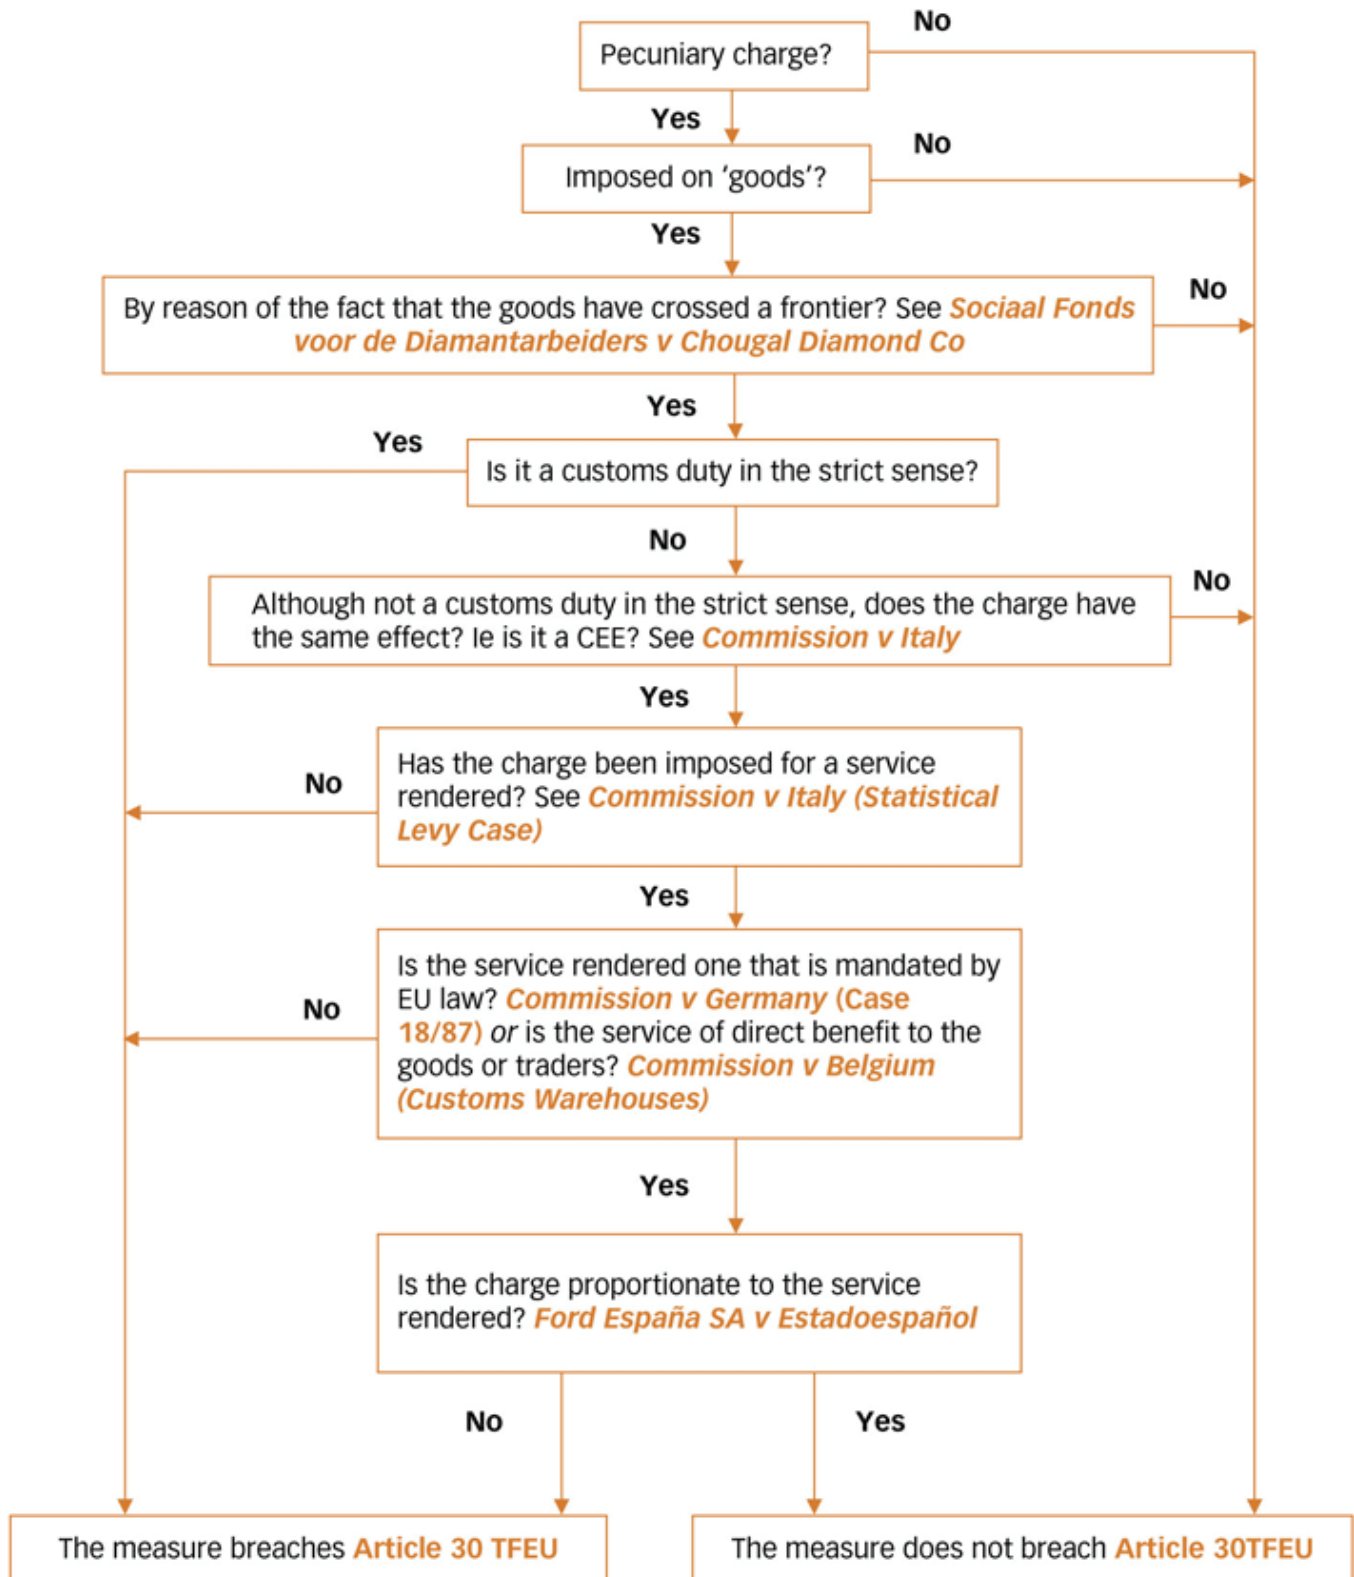 No
Pecuniary charge?
Yes
No
Imposed on ‘goods’?
Yes
By reason of the fact that the goods have crossed a frontier? See Sociaal Fonds
voor de Diamantarbeiders v Chougal Diamond Co
No
Yes
Yes
Is it a customs duty in the strict sense?
No
Although not a customs duty in the strict sense, does the charge have
the same effect? Ie is it a CEE? See Commission v Italy
No
Yes
Has the charge been imposed for a service
rendered? See Commission v Italy (Statistical
Levy Case)
No
Yes
Is the service rendered one that is mandated by
EU law? Commission v Germany (Case
18/87) or is the service of direct benefit to the
goods or traders? Commission v Belgium
(Customs Warehouses)
No
Yes
Is the charge proportionate to the service
rendered? Ford España SA v Estadoespañol
No
Yes
The measure breaches Article 30 TFEU
The measure does not breach Article 30TFEU